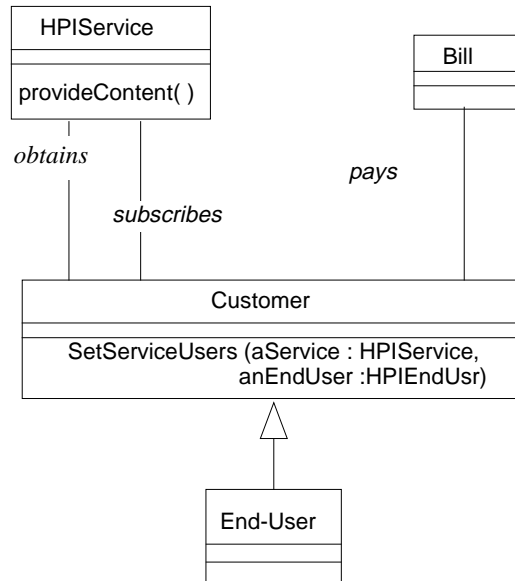 HPIService
provideContent( )
Bill
obtains
subscribes
pays
Customer
SetServiceUsers (aService : HPIService,
anEndUser :HPIEndUsr)
End-User